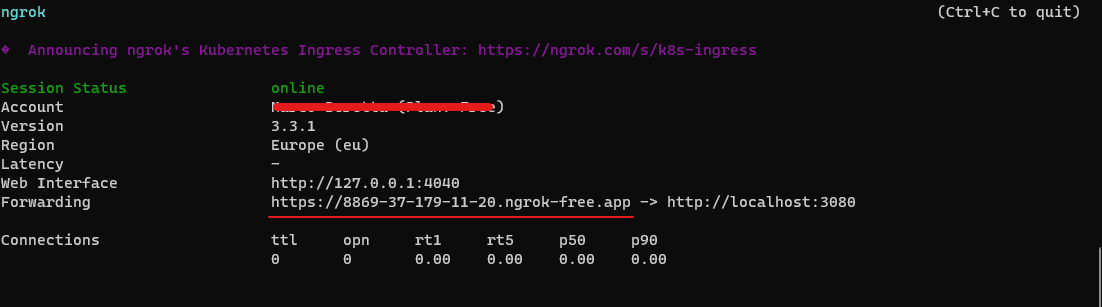 ngrok (Ctrl+C to quit)
� Announcing ngrok's Kubernetes Ingress Controller: https://ngrok.com/s/k8s-ingress
Session Status online
Account )
Version 3.3.1
Region Europe (eu)
Latency -
Web Interface http://127.0.0.1:4040
Forwarding https://8869-37-179-11-20.ngrok-free.app -> http://localhost:3080
Connections ttl opn rt1 rt5 p50 p90
0 0 0.00 0.00 0.00 0.00